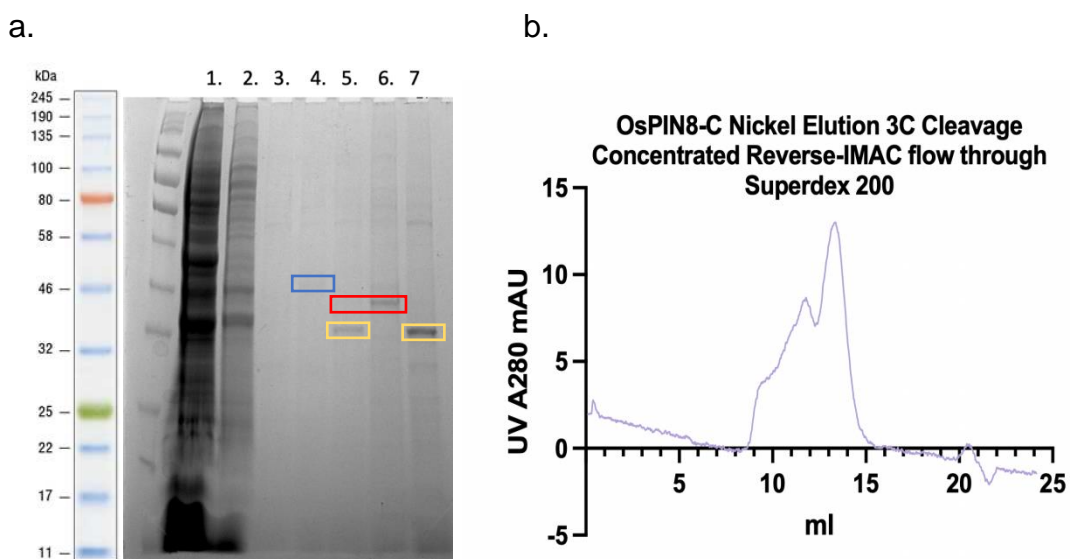 a.
b.
kDa
1. 2. 3. 4. 5. 6. 7
245
190
135
100
80
58
46
32
25
22
17
11
OsPIN8-C Nickel Elution 3C Cleavage
Concentrated Reverse-IMAC flow through
Superdex 200
UV A280 mAU
15
10
5
0
-5
5 10 15 20 25
ml